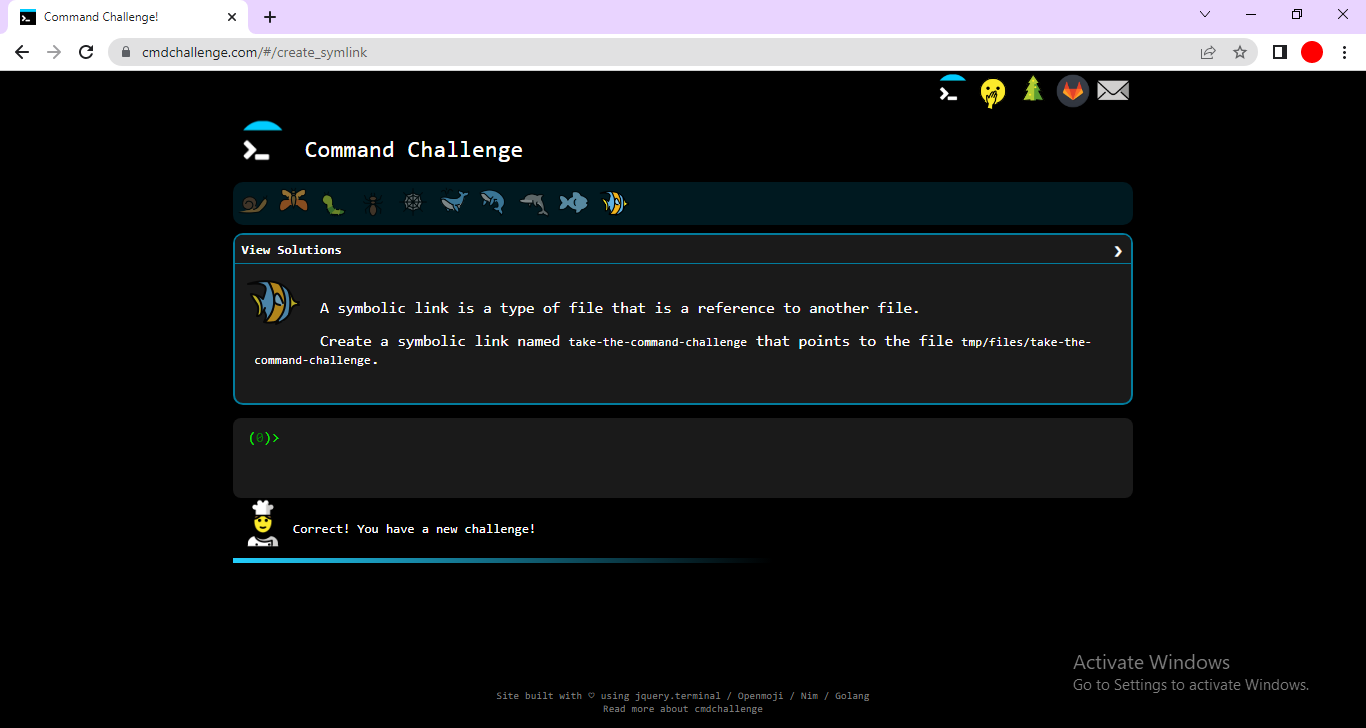 Command Challenge!
cmdchallenge.com/#/create_symlink
Command Challenge
View Solutions
A symbolic link is a type of file that is a reference to another file.
Create a symbolic link named take-the-command-challenge that points to the file tmp/files/take-the-
command-challenge.
(0)>
Correct! You have a new challenge!
Activate Windows
Go to Settings to activate Windows.
Site built with ♡ using jquery.terminal / Openmoji / Nim / Golang
Read more about cmdchallenge